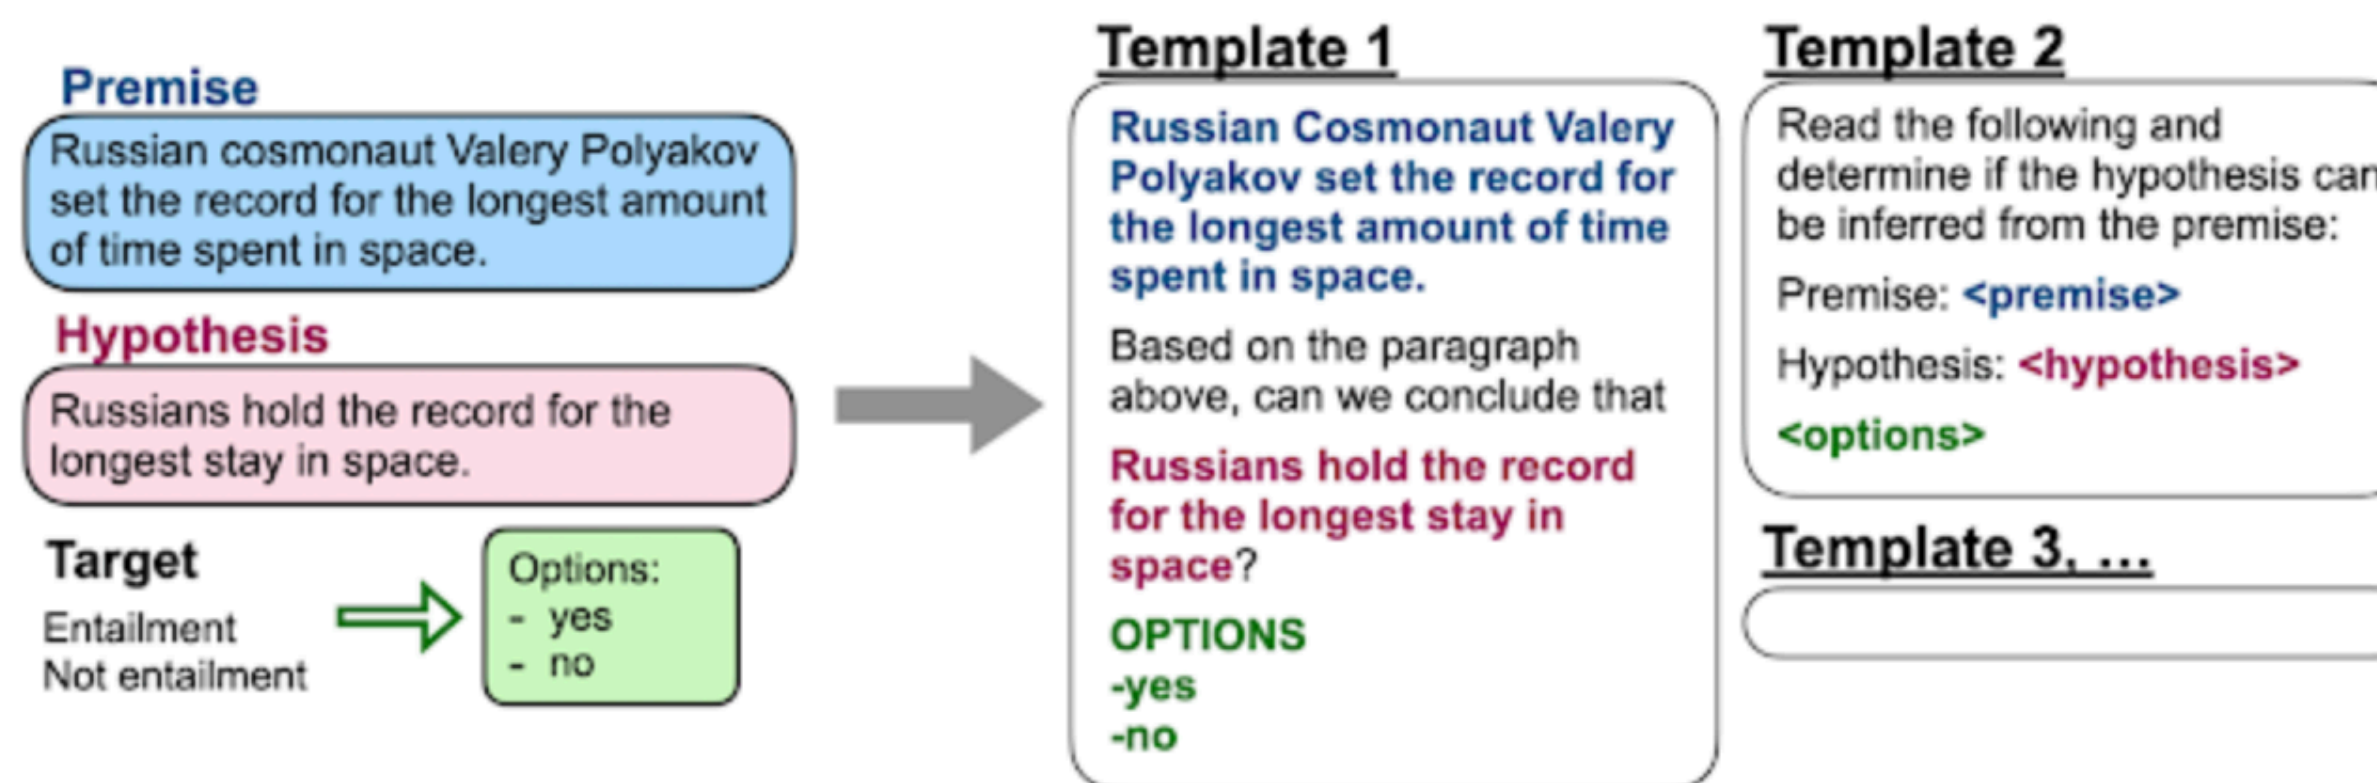 Premise
Russian cosmonaut Valery Polyakov
set the record for the longest amount
of time spent in space.
Hypothesis
Russians hold the record for the
longest stay in space.
Target
Entailment
Not entailment
Options:
- yes
- no
Template 1
Russian Cosmonaut Valery
Polyakov set the record for
the longest amount of time
spent in space.
Based on the paragraph
above, can we conclude that
Russians hold the record
for the longest stay in
space?
OPTIONS
-yes
-no
Template 2
Read the following and
determine if the hypothesis can
be inferred from the premise:
Premise: <premise>
Hypothesis: <hypothesis>
<options>
Template 3, ...